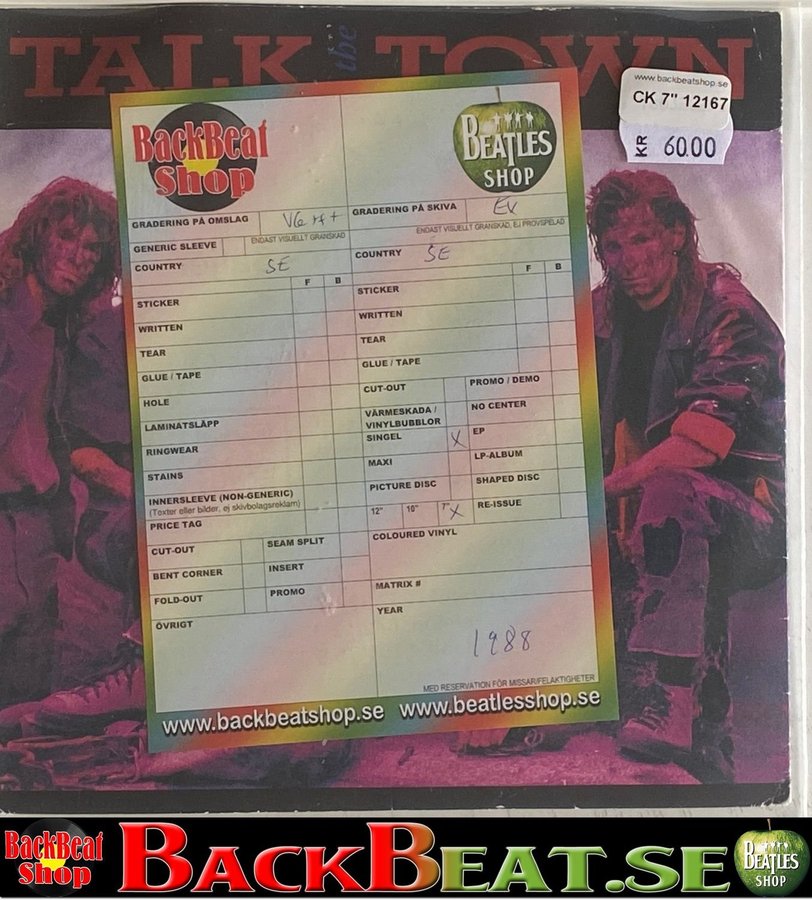 TALK the TOWN
www.backbeatshop.se
CK 7" 12167
KR 60.00
BackBeat Shop
BEATLES SHOP
GRADERING PÅ OMSLAG
GRADERING PÅ SKIVA Ex
ENDAST VISUELLT GRANSKAD
ENDAST VISUELLT GRANSKAD, EJ PROVSPELAD
GENERIC SLEEVE
COUNTRY SE
COUNTRY SE
F B
F B
STICKER
STICKER
WRITTEN
WRITTEN
TEAR
TEAR
GLUE / TAPE
GLUE / TAPE
HOLE
CUT-OUT
PROMO / DEMO
LAMINATSLÄPP
VÄRMESKADA /
VINYLBUBBLOR
NO CENTER
RINGWEAR
SINGEL X
EP
STAINS
MAXI
LP-ALBUM
INNERSLEEVE (NON-GENERIC)
(Texter eller bilder, ej skivbolagsreklam)
PICTURE DISC
SHAPED DISC
PRICE TAG
12" 10" 7" X
RE-ISSUE
CUT-OUT
SEAM SPLIT
COLOURED VINYL
BENT CORNER
INSERT
FOLD-OUT
PROMO
MATRIX #
ÖVRIGT
YEAR
1988
MED RESERVATION FÖR MISSAR/FELAKTIGHETER
www.backbeatshop.se www.beatlesshop.se
BackBeat Shop
BACKBEAT.SE
BEATLES SHOP